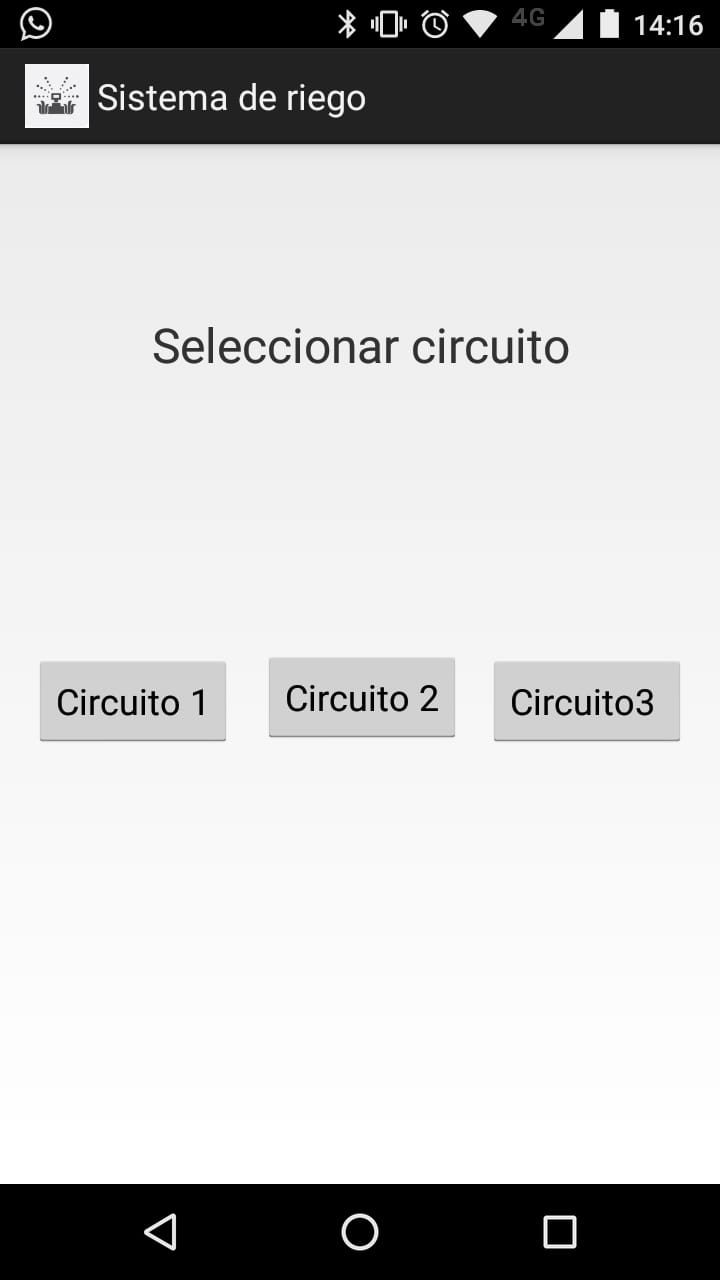 4G 14:16
Sistema de riego
Seleccionar circuito
Circuito 1 Circuito 2 Circuito3